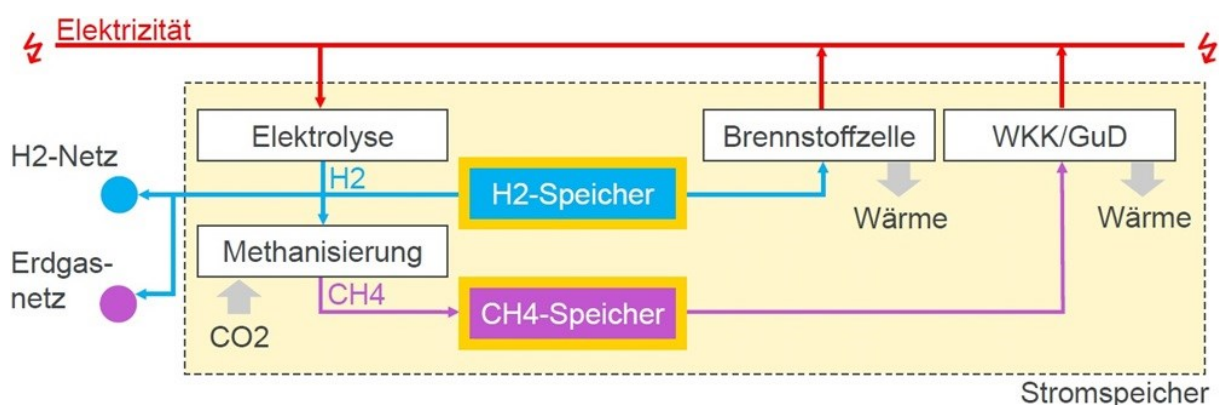 Elektrizität
Elektrolyse
Brennstoffzelle
WKK/GuD
H2-Netz
H2
H2-Speicher
Wärme
Wärme
Methanisierung
Erdgas-
netz
CH4
CH4-Speicher
CO2
Stromspeicher